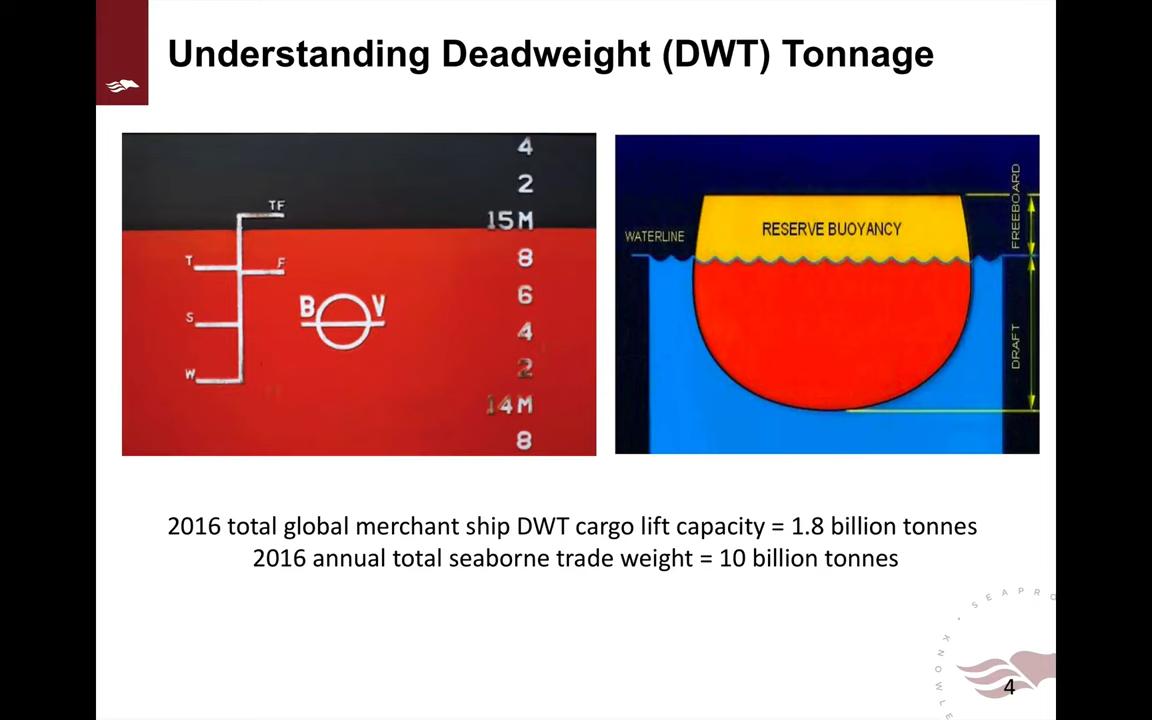 Understanding Deadweight (DWT) Tonnage
TF
T
F
S
W
B V
4
2
15M
8
6
4
2
14M
8
WATERLINE
RESERVE BUOYANCY
FREEBOARD
DRAFT
2016 total global merchant ship DWT cargo lift capacity = 1.8 billion tonnes
2016 annual total seaborne trade weight = 10 billion tonnes
SEAPRO
KNOWLE
4